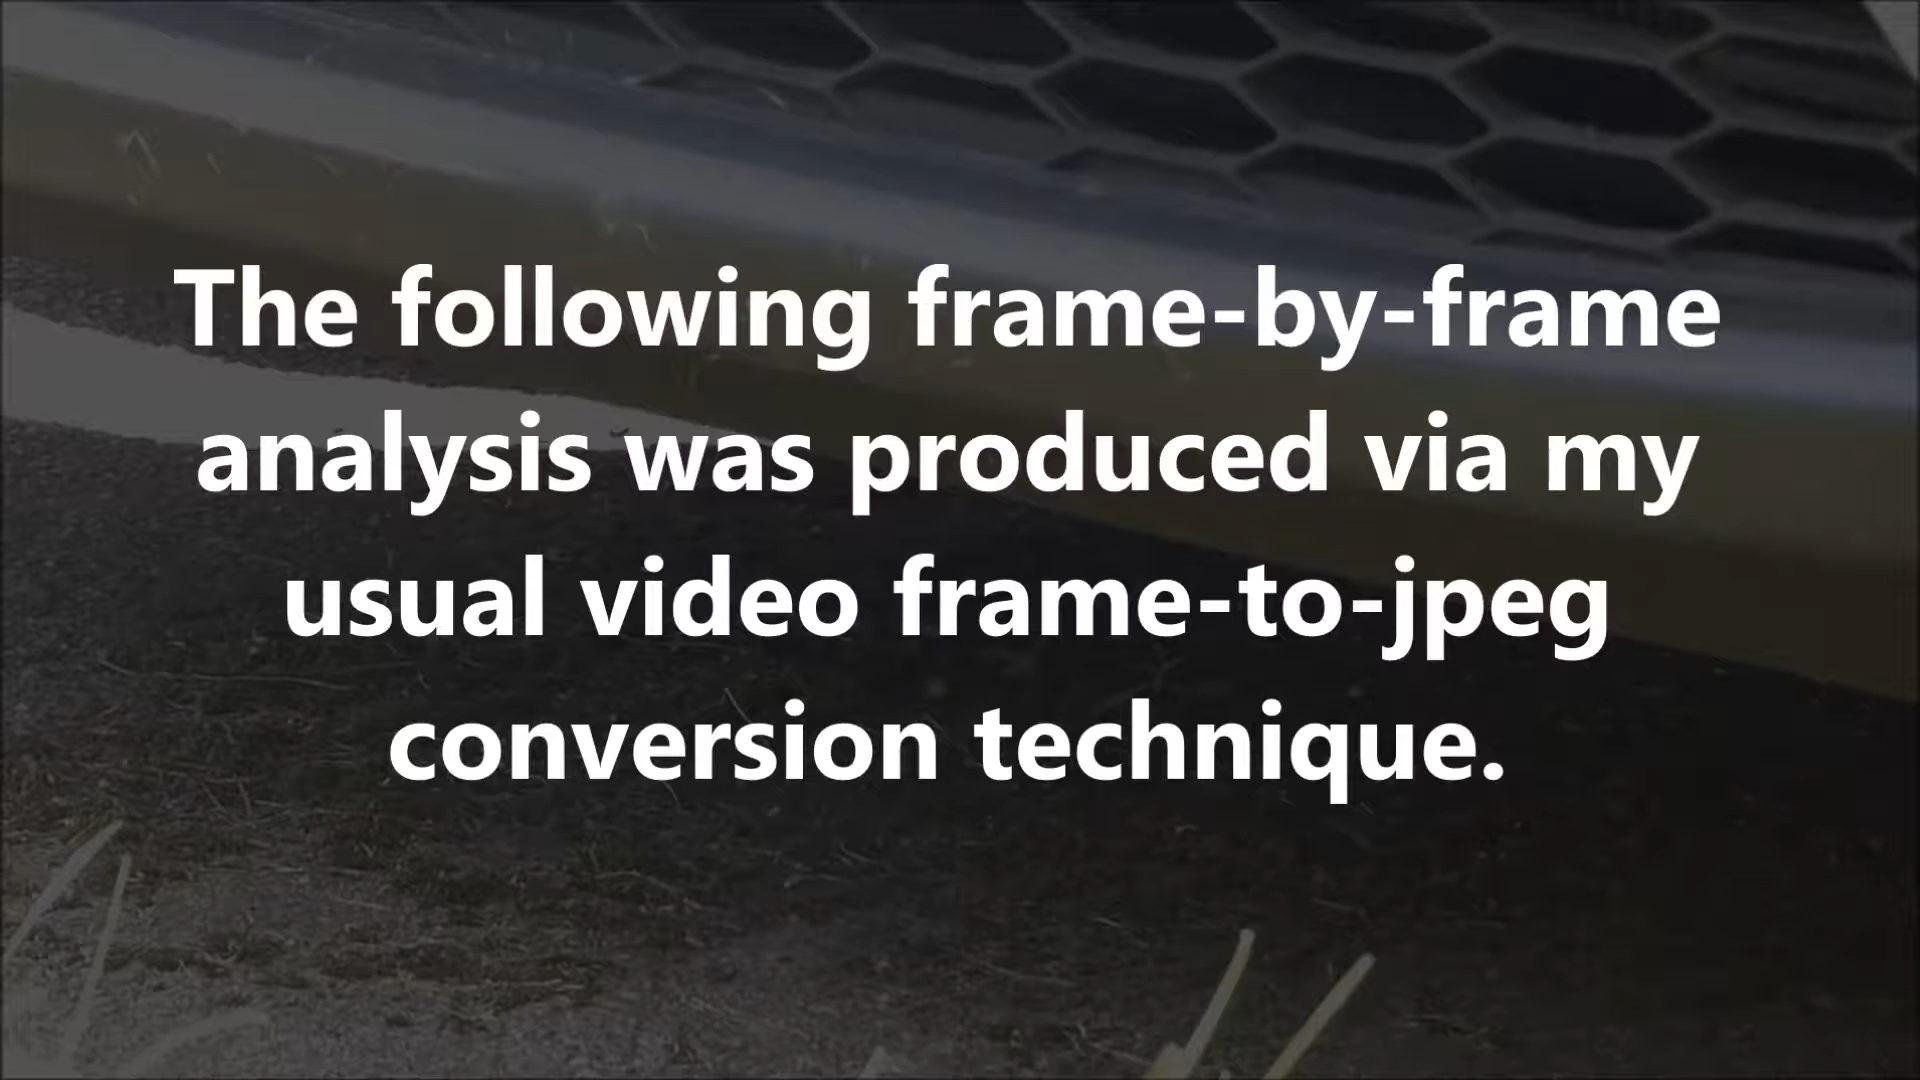 The following frame-by-frame
analysis was produced via my
usual video frame-to-jpeg
conversion technique.